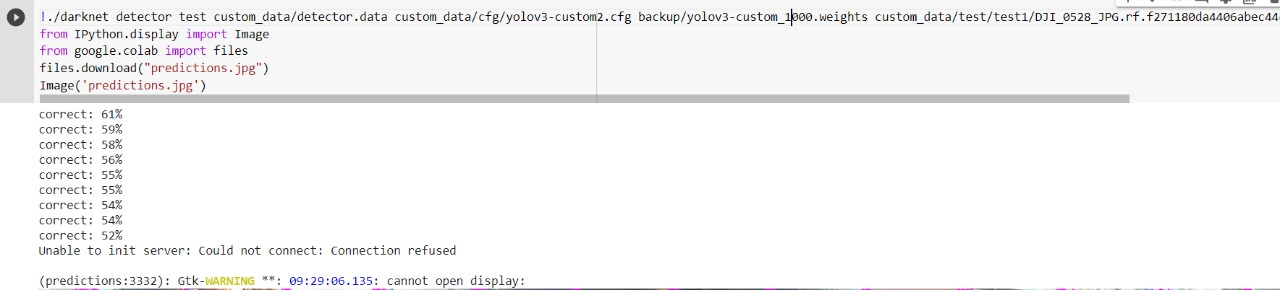 !./darknet detector test custom_data/detector.data custom_data/cfg/yolov3-custom2.cfg backup/yolov3-custom_1000.weights custom_data/test/test1/DJI_0528_JPG.rf.f271180da4406abec44
from IPython.display import Image
from google.colab import files
files.download("predictions.jpg")
Image('predictions.jpg')
correct: 61%
correct: 59%
correct: 58%
correct: 56%
correct: 55%
correct: 55%
correct: 54%
correct: 54%
correct: 52%
Unable to init server: Could not connect: Connection refused
(predictions:3332): Gtk-WARNING **: 09:29:06.135: cannot open display: